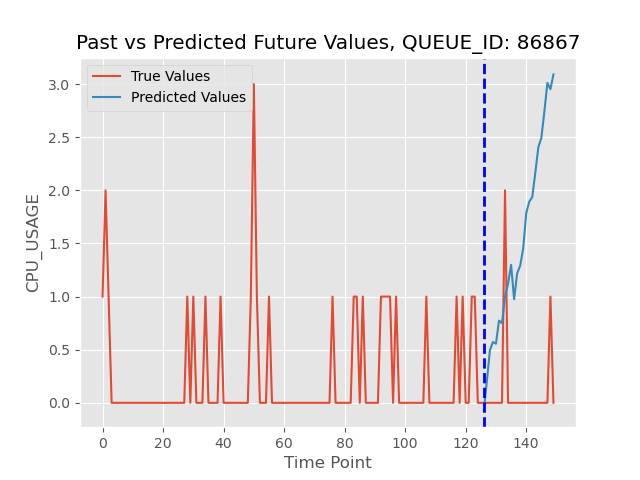 Past vs Predicted Future Values, QUEUE_ID: 86867
True Values
Predicted Values
CPU_USAGE
3.0
2.5
2.0
1.5
1.0
0.5
0.0
0 20 40 60 80 100 120 140
Time Point